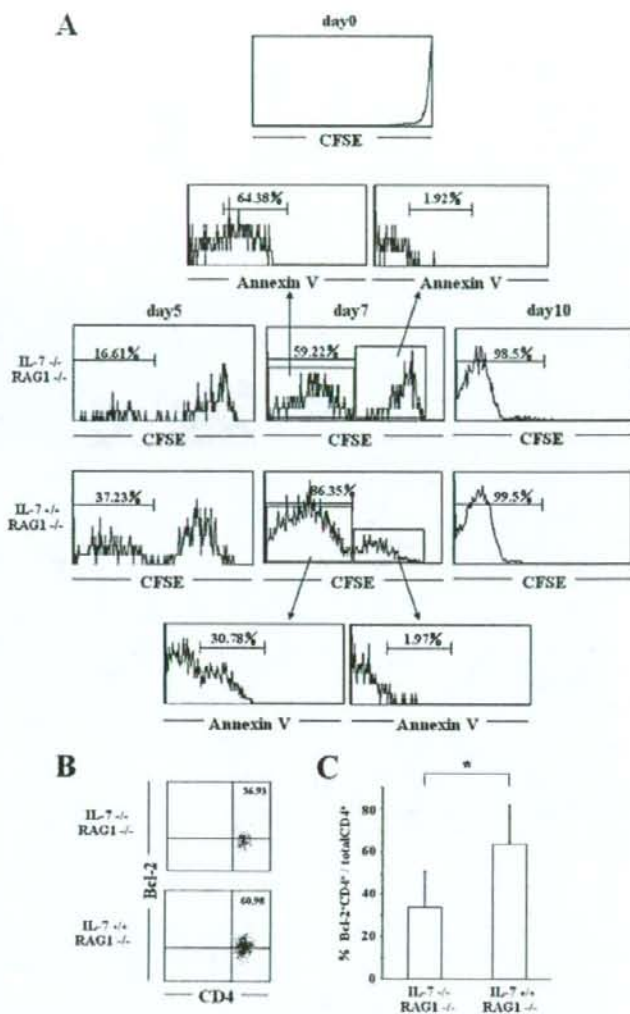 A
day0
CFSE
64.38%
1.92%
Annexin V
Annexin V
day5
day7
day10
IL-7 -/-
RAG1 -/-
16.61%
59.22%
98.5%
CFSE
CFSE
CFSE
IL-7 +/+
RAG1 -/-
37.23%
86.35%
99.5%
CFSE
CFSE
CFSE
30.78%
1.97%
Annexin V
Annexin V
B
Bcl-2
IL-7 -/-
RAG1 -/-
36.93
IL-7 +/+
RAG1 -/-
60.98
CD4
C
*
% Bcl-2⁺CD4⁺ / totalCD4⁺
80
60
40
20
0
IL-7 -/-
RAG1 -/-
IL-7 +/+
RAG1 -/-